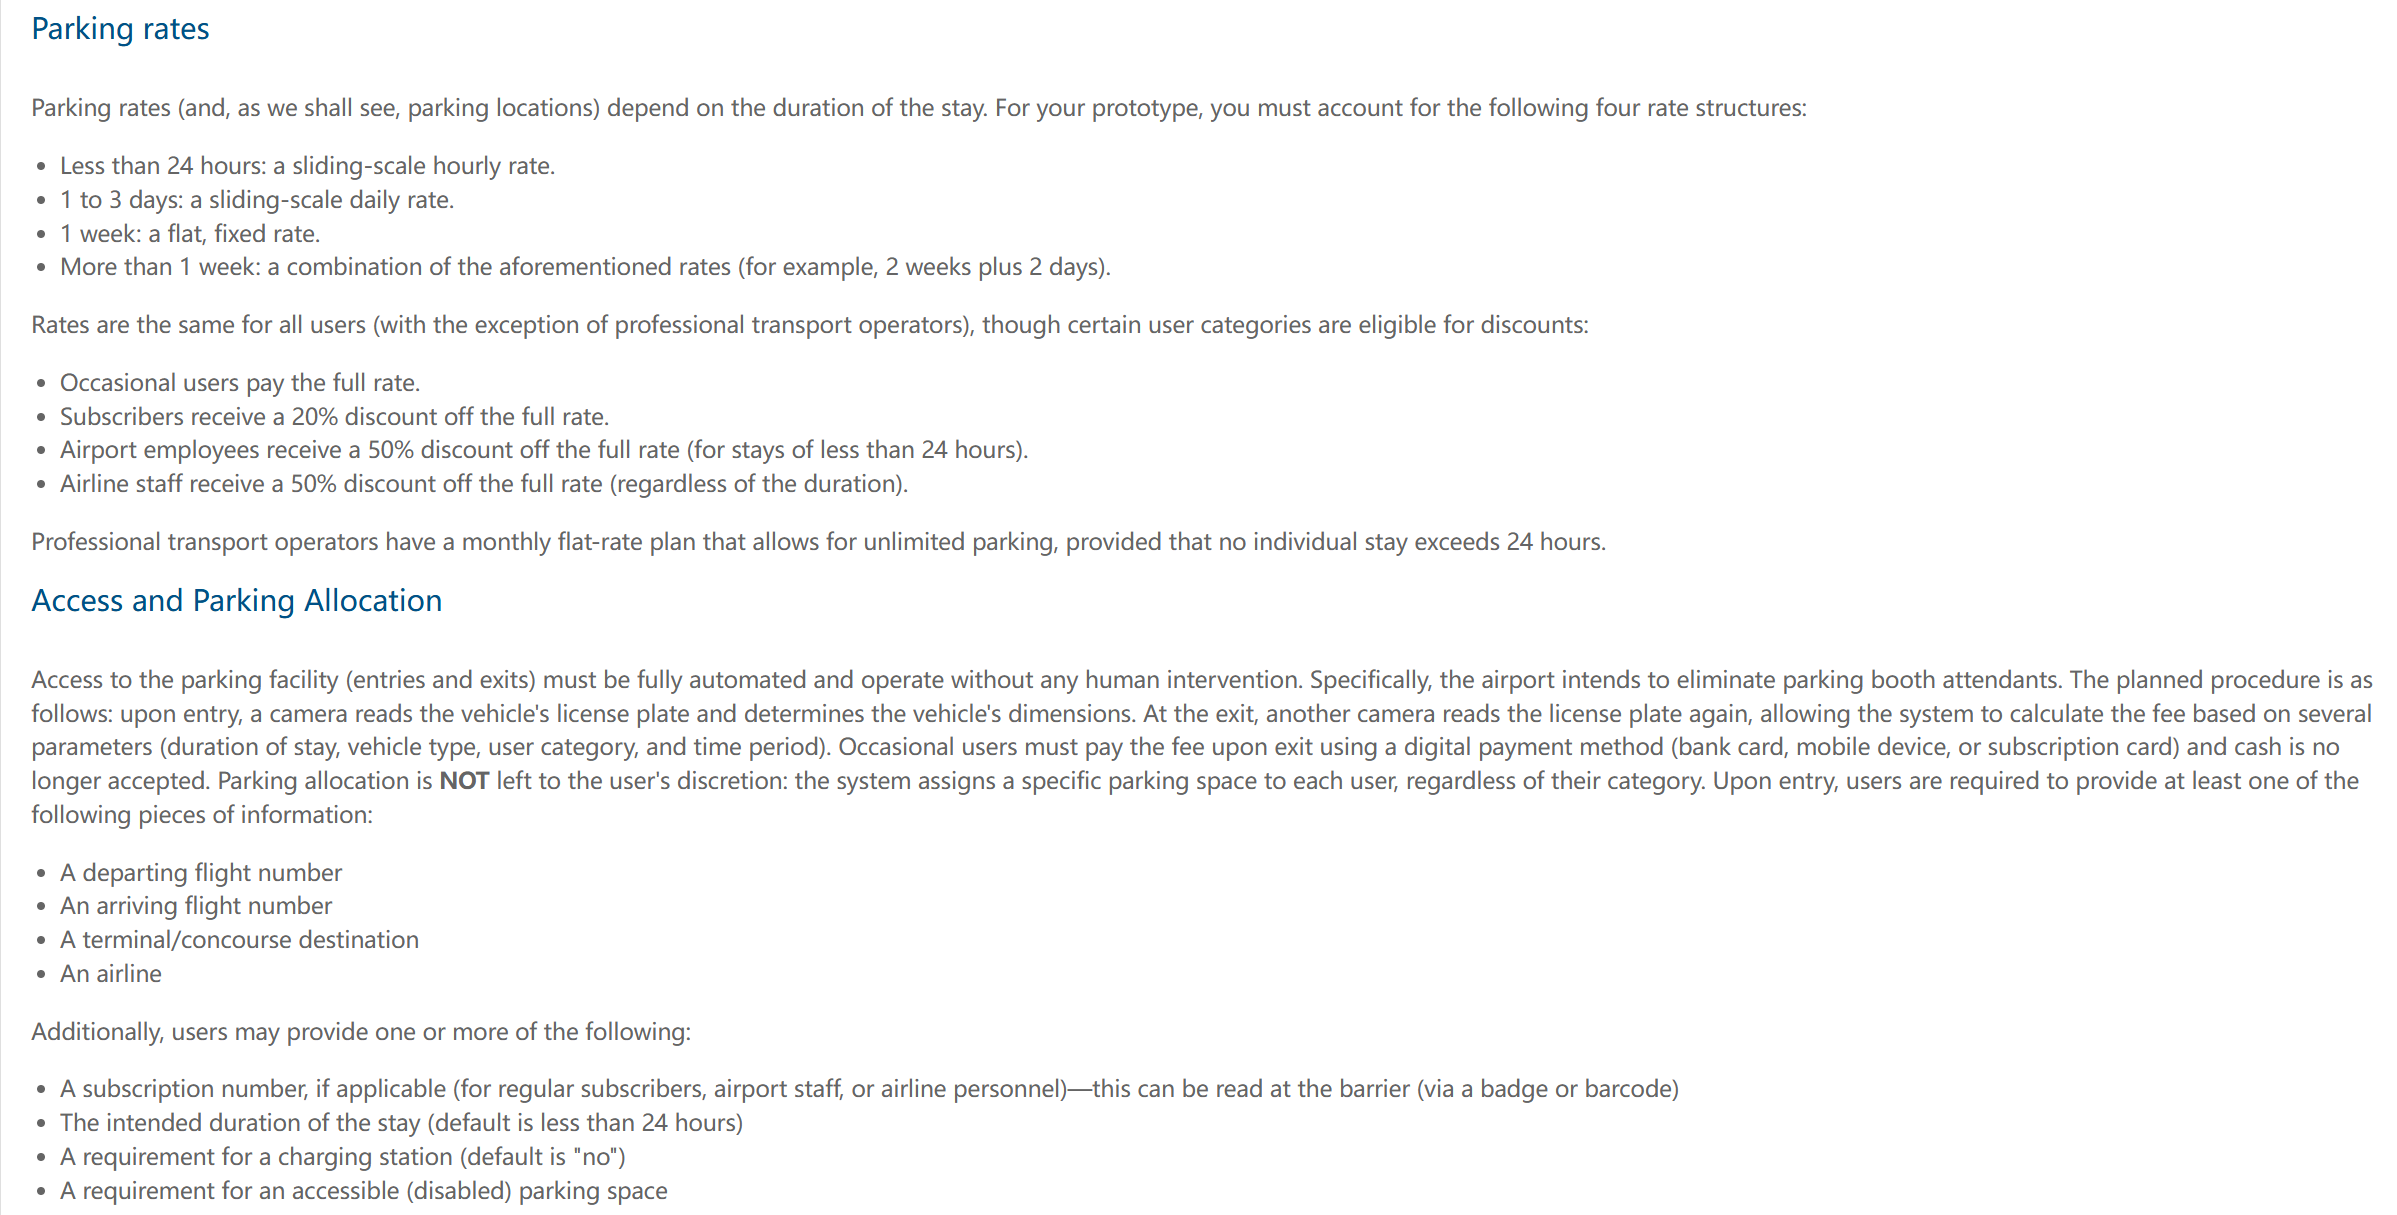 Parking rates
Parking rates (and, as we shall see, parking locations) depend on the duration of the stay. For your prototype, you must account for the following four rate structures:
• Less than 24 hours: a sliding-scale hourly rate.
• 1 to 3 days: a sliding-scale daily rate.
• 1 week: a flat, fixed rate.
• More than 1 week: a combination of the aforementioned rates (for example, 2 weeks plus 2 days).
Rates are the same for all users (with the exception of professional transport operators), though certain user categories are eligible for discounts:
• Occasional users pay the full rate.
• Subscribers receive a 20% discount off the full rate.
• Airport employees receive a 50% discount off the full rate (for stays of less than 24 hours).
• Airline staff receive a 50% discount off the full rate (regardless of the duration).
Professional transport operators have a monthly flat-rate plan that allows for unlimited parking, provided that no individual stay exceeds 24 hours.
Access and Parking Allocation
Access to the parking facility (entries and exits) must be fully automated and operate without any human intervention. Specifically, the airport intends to eliminate parking booth attendants. The planned procedure is as
follows: upon entry, a camera reads the vehicle's license plate and determines the vehicle's dimensions. At the exit, another camera reads the license plate again, allowing the system to calculate the fee based on several
parameters (duration of stay, vehicle type, user category, and time period). Occasional users must pay the fee upon exit using a digital payment method (bank card, mobile device, or subscription card) and cash is no
longer accepted. Parking allocation is NOT left to the user's discretion: the system assigns a specific parking space to each user, regardless of their category. Upon entry, users are required to provide at least one of the
following pieces of information:
• A departing flight number
• An arriving flight number
• A terminal/concourse destination
• An airline
Additionally, users may provide one or more of the following:
• A subscription number, if applicable (for regular subscribers, airport staff, or airline personnel)—this can be read at the barrier (via a badge or barcode)
• The intended duration of the stay (default is less than 24 hours)
• A requirement for a charging station (default is "no")
• A requirement for an accessible (disabled) parking space